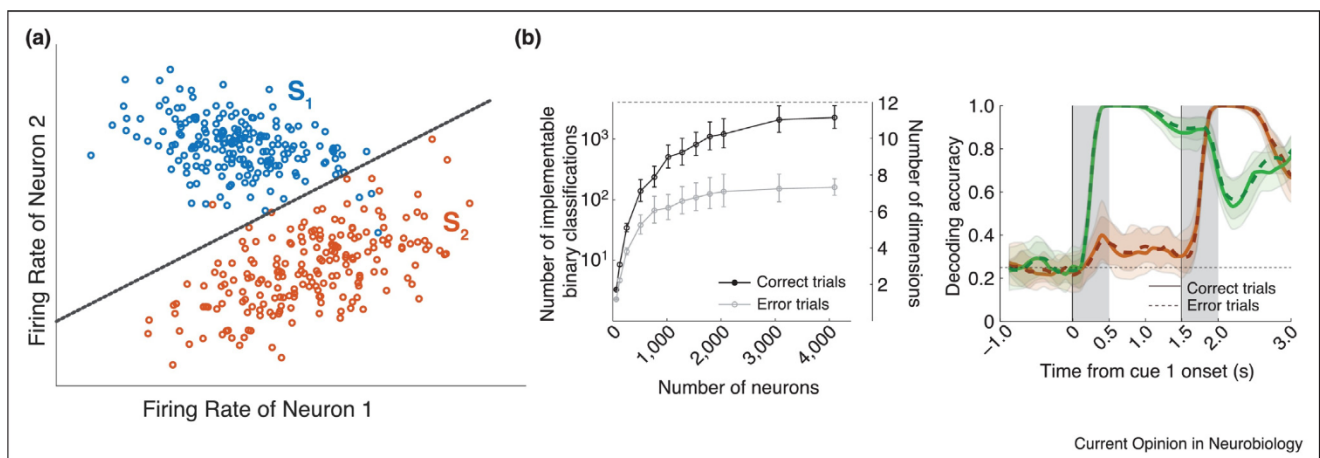 (a)
S1
S2
Firing Rate of Neuron 2
Firing Rate of Neuron 1
(b)
Number of implementable
binary classifications
10³
10²
10¹
12
10
8
6
4
2
Number of dimensions
Correct trials
Error trials
0
1,000
2,000
3,000
4,000
Number of neurons
Decoding accuracy
1.0
0.8
0.6
0.4
0.2
0
Correct trials
Error trials
−1.0
0
0.5
1.5
2.0
3.0
Time from cue 1 onset (s)
Current Opinion in Neurobiology